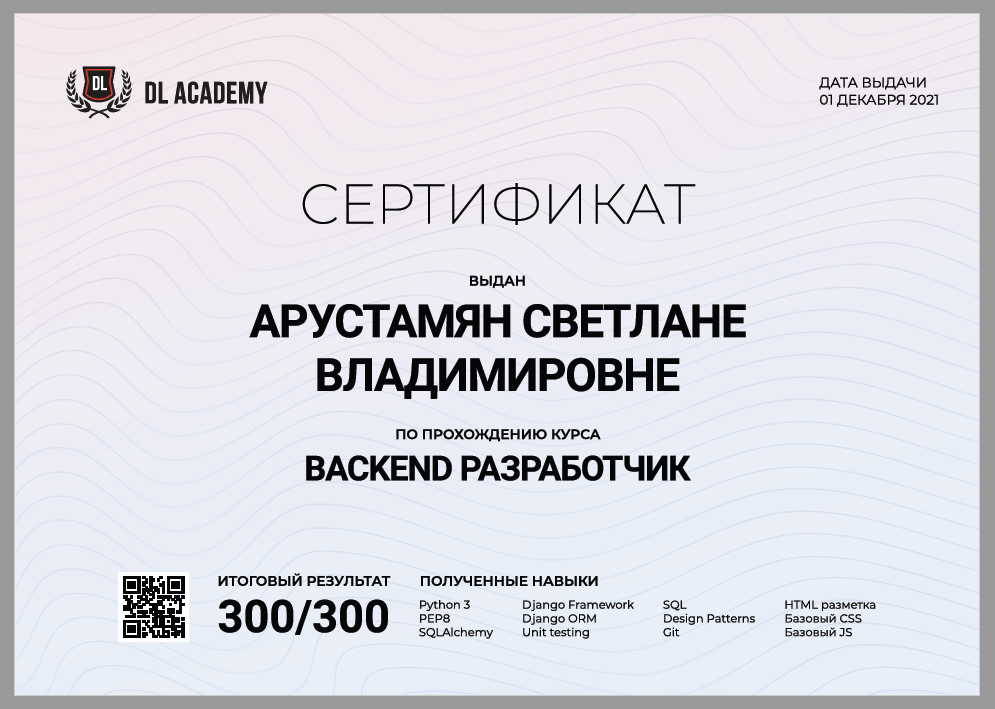 DL
DL ACADEMY
ДАТА ВЫДАЧИ
01 ДЕКАБРЯ 2021
СЕРТИФИКАТ
ВЫДАН
АРУСТАМЯН СВЕТЛАНЕ
ВЛАДИМИРОВНЕ
ПО ПРОХОЖДЕНИЮ КУРСА
BACKEND РАЗРАБОТЧИК
ИТОГОВЫЙ РЕЗУЛЬТАТ
300/300
ПОЛУЧЕННЫЕ НАВЫКИ
Python 3
PEP8
SQLAlchemy
Django Framework
Django ORM
Unit testing
SQL
Design Patterns
Git
HTML разметка
Базовый CSS
Базовый JS